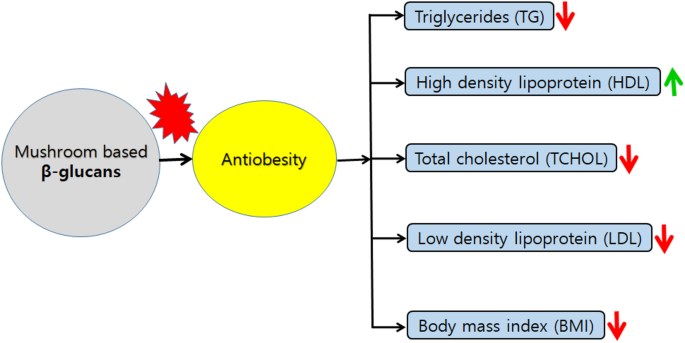 Mushroom based
β-glucans
Antiobesity
Triglycerides (TG)
High density lipoprotein (HDL)
Total cholesterol (TCHOL)
Low density lipoprotein (LDL)
Body mass index (BMI)